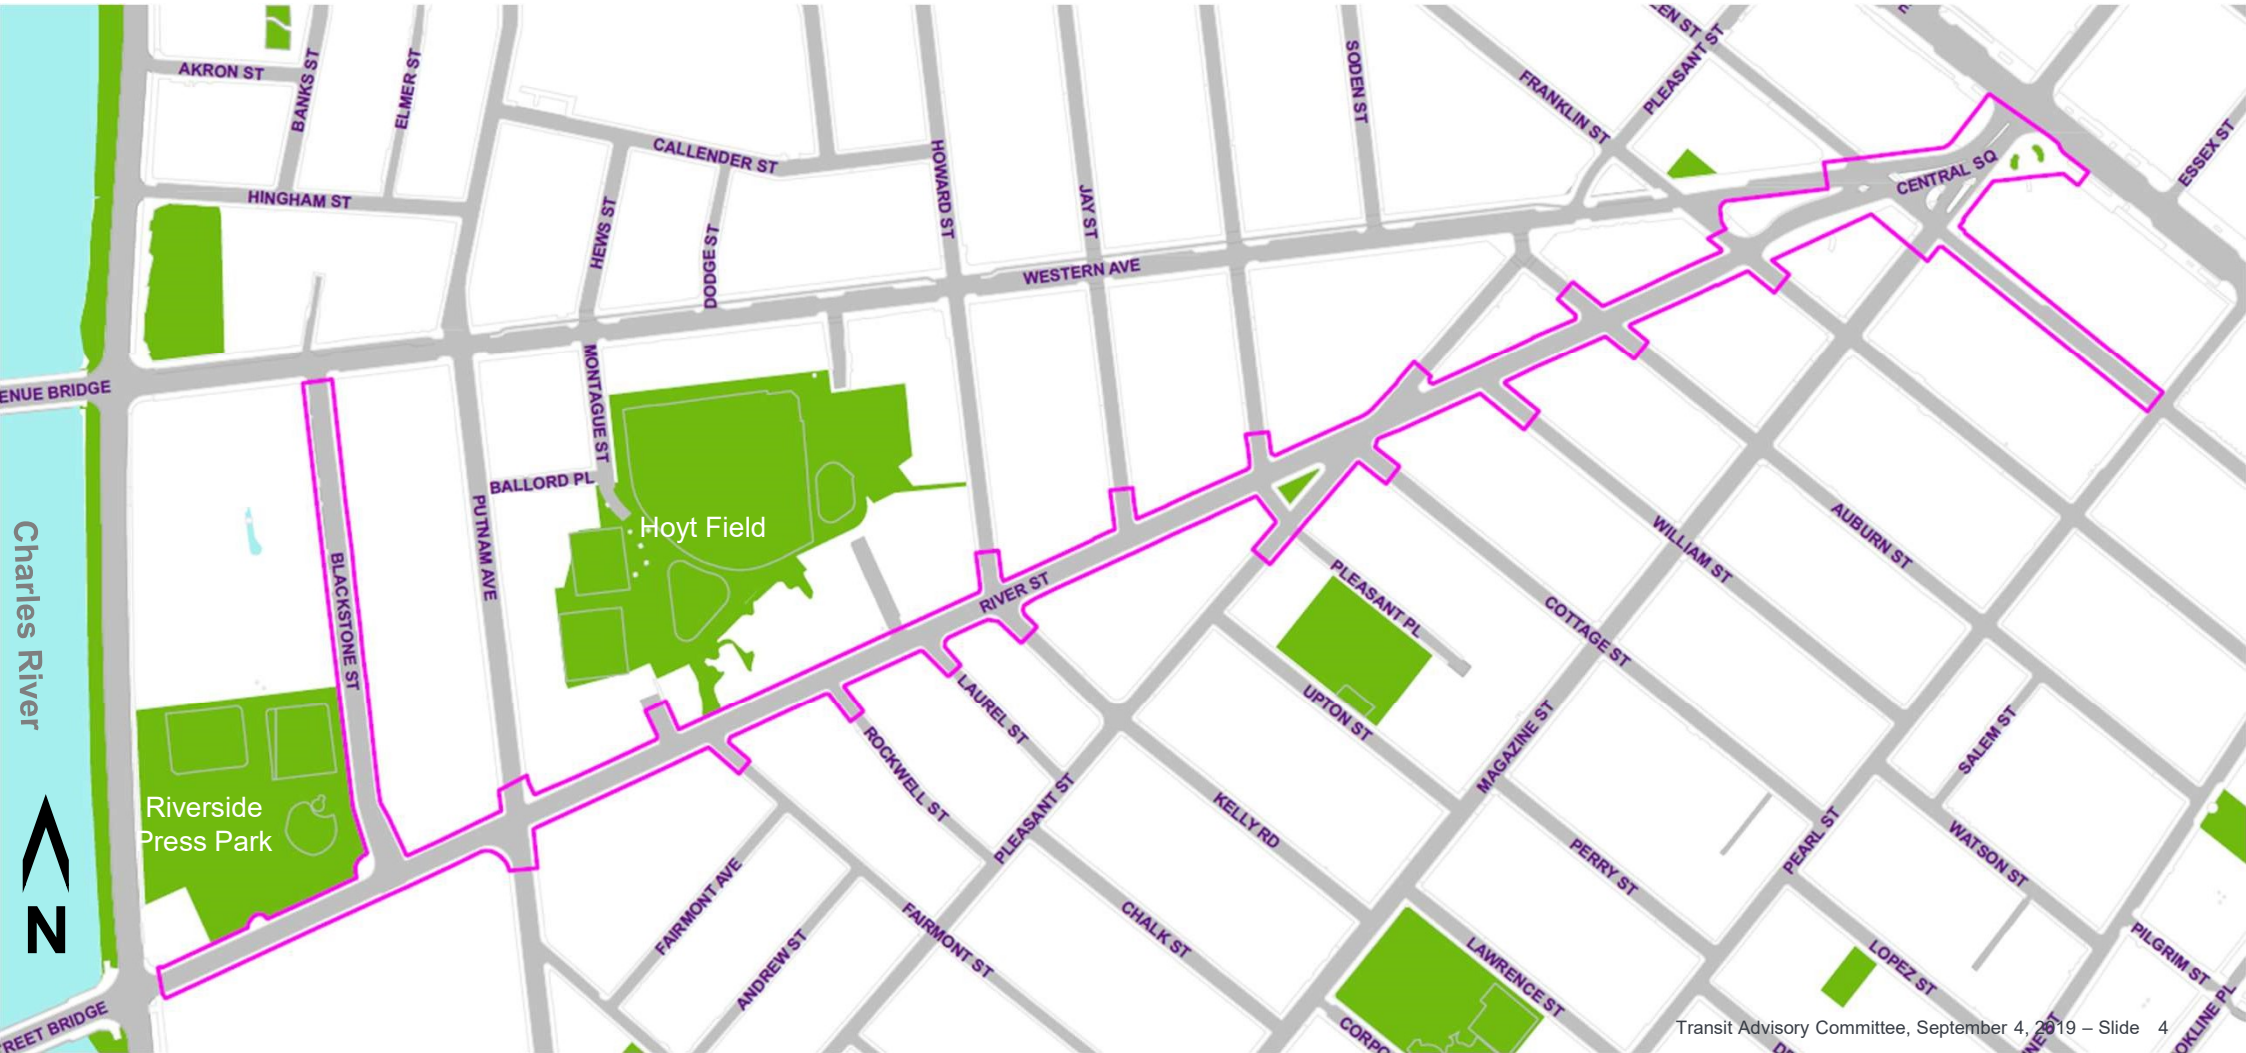 EEN ST
PLEASANT ST
AKRON ST
BANKS ST
ELMER ST
SODEN ST
FRANKLIN ST
CALLENDER ST
HOWARD ST
ESSEX ST
CENTRAL SQ
HINGHAM ST
HEWS ST
DODGE ST
JAY ST
WESTERN AVE
ENUE BRIDGE
MONTAGUE ST
BALLORD PL
PUTNAM AVE
Hoyt Field
Charles River
BLACKSTONE ST
RIVER ST
PLEASANT PL
WILLIAM ST
AUBURN ST
COTTAGE ST
LAUREL ST
UPTON ST
MAGAZINE ST
SALEM ST
ROCKWELL ST
PLEASANT ST
KELLY RD
Riverside
Press Park
PERRY ST
PEARL ST
WATSON ST
FAIRMONT AVE
ANDREW ST
FAIRMONT ST
CHALK ST
LAWRENCE ST
LOPEZ ST
PILGRIM ST
N
REET BRIDGE
CORPO
OKLINE PL
Transit Advisory Committee, September 4, 2019 – Slide 4